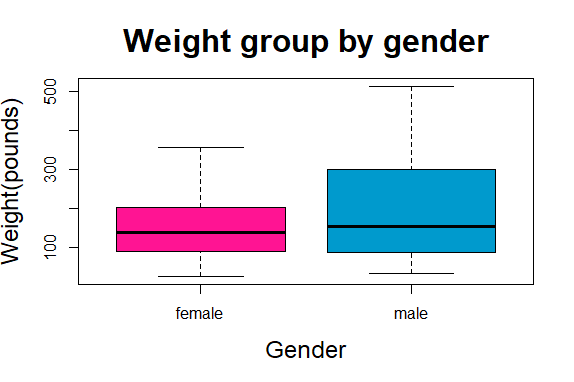 Weight group by gender
Weight(pounds)
500
300
100
female male
Gender